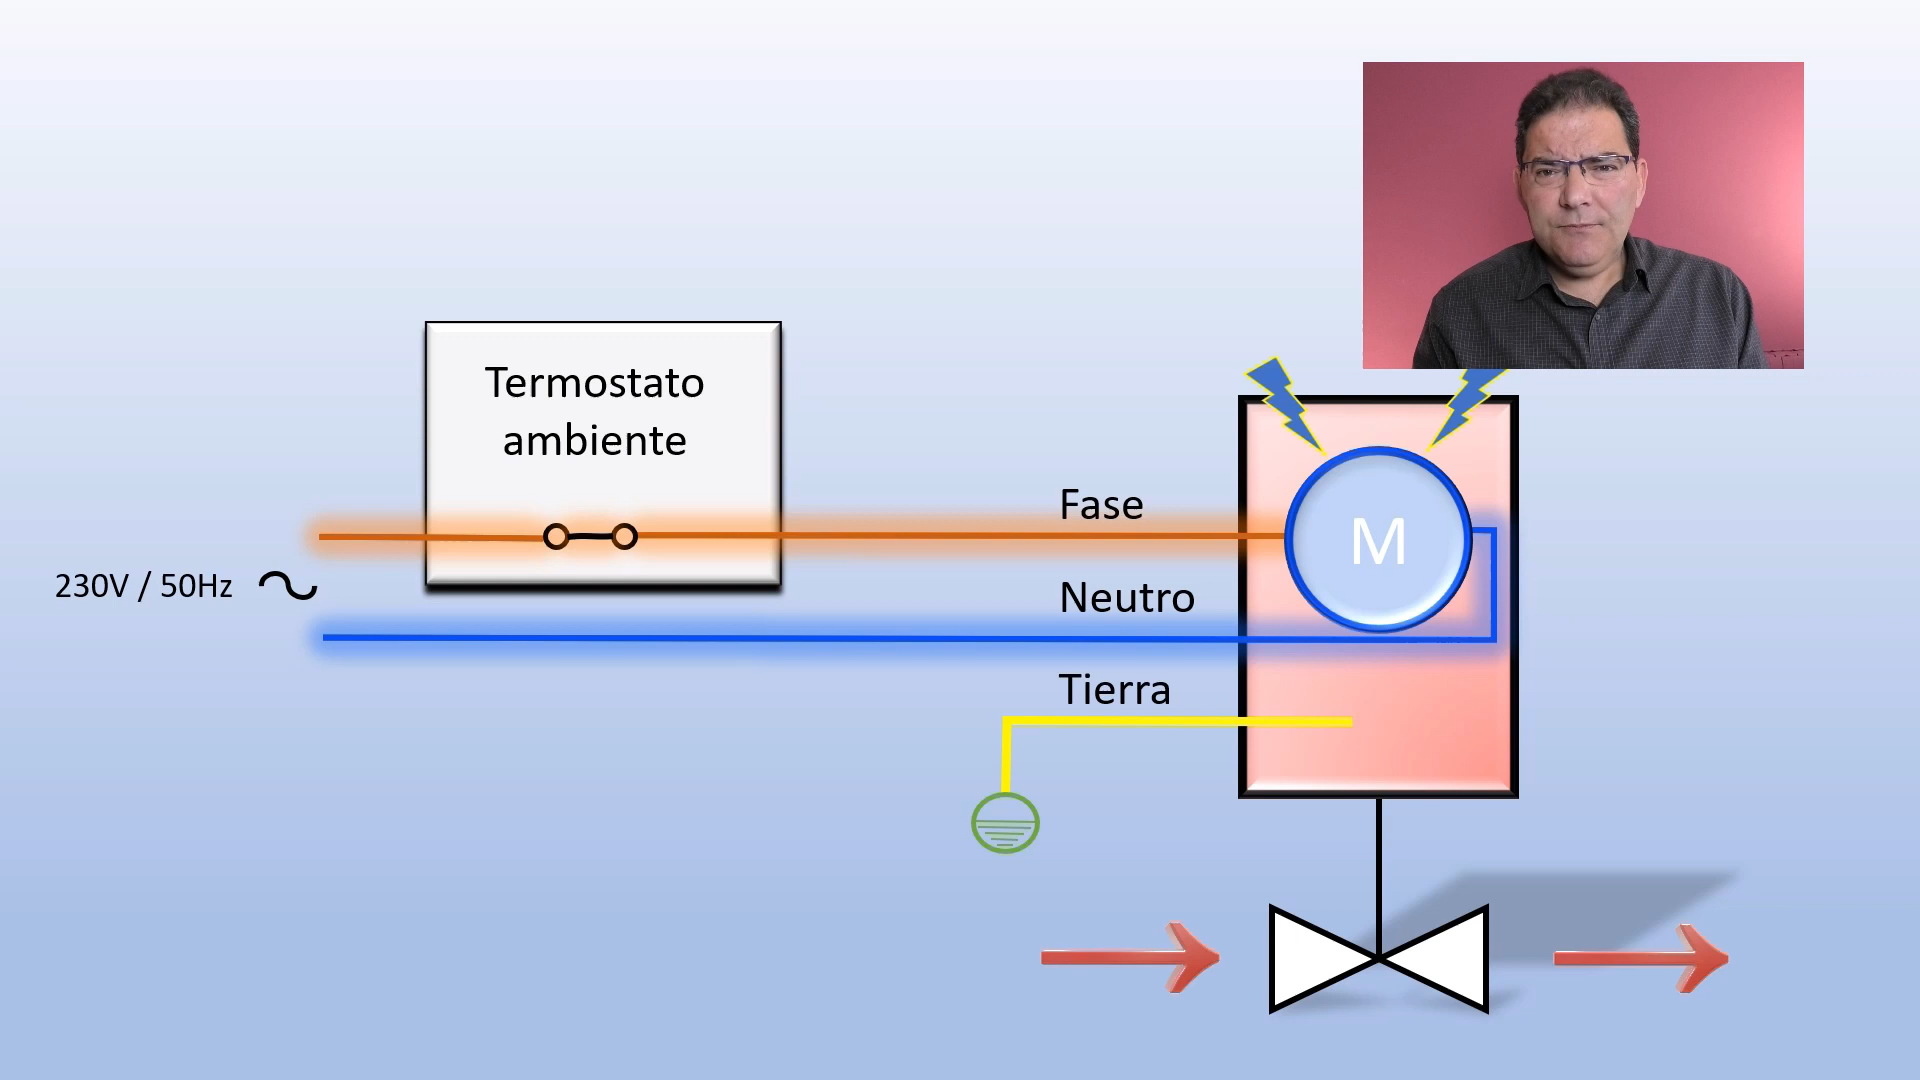 Termostato
ambiente
Fase
M
230V / 50Hz
Neutro
Tierra